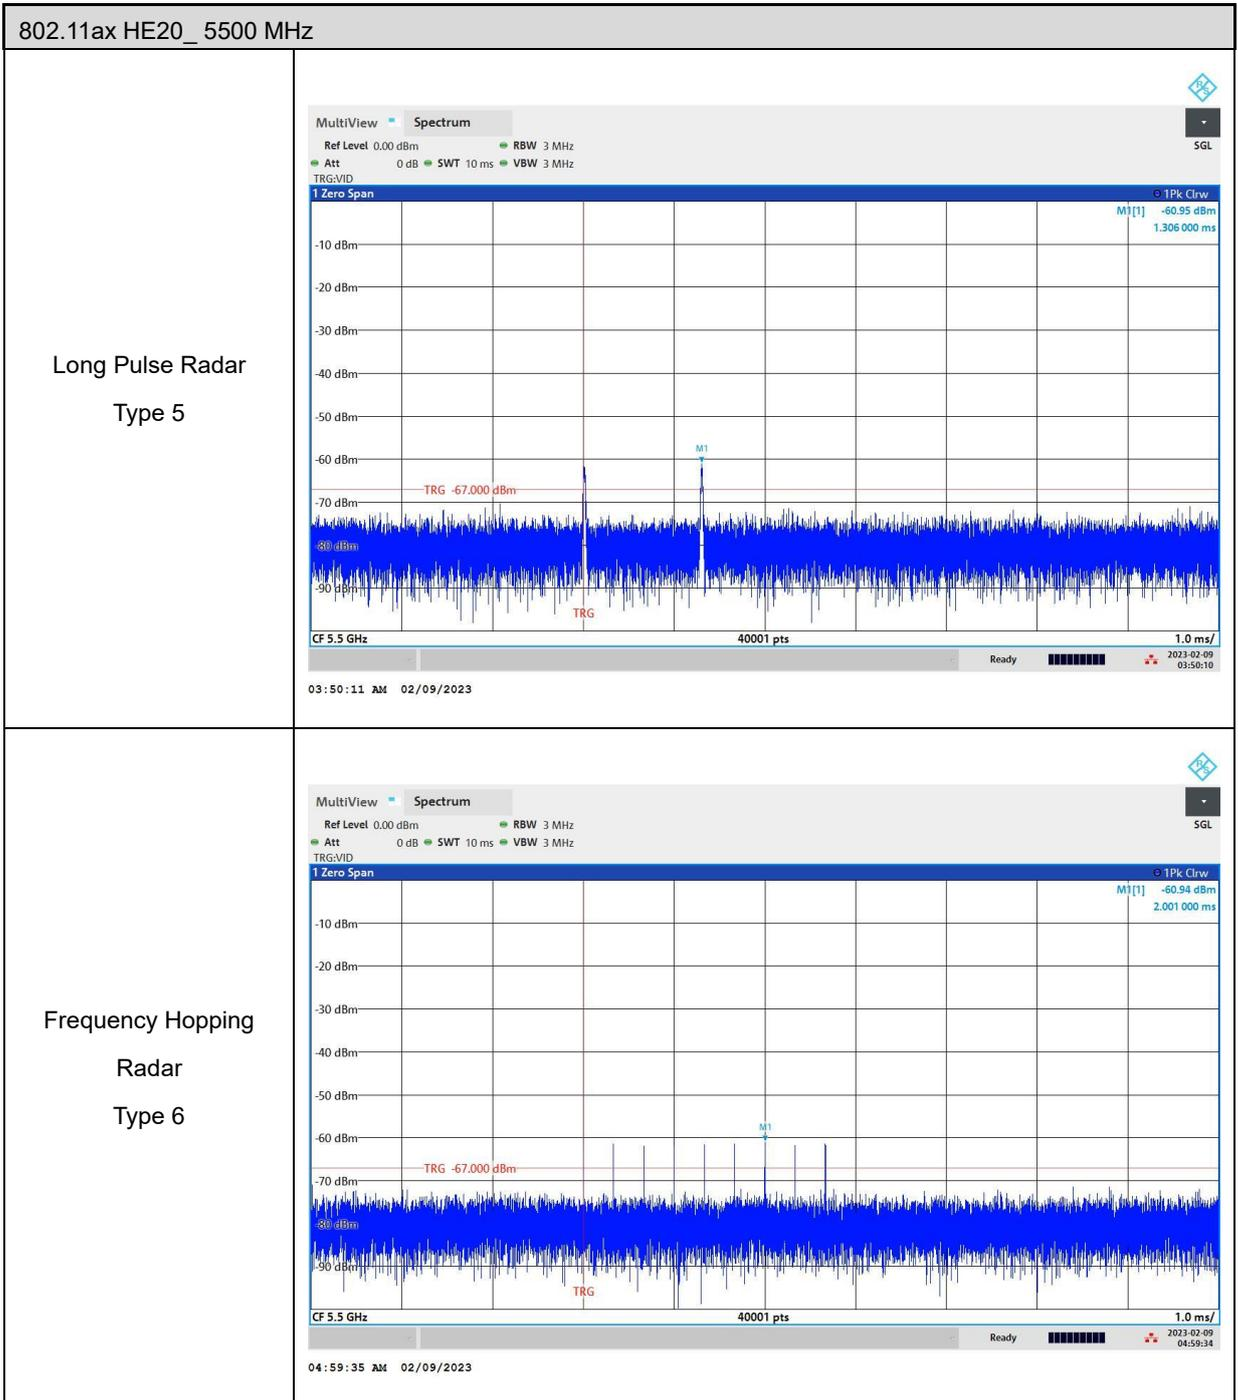 802.11ax HE20_ 5500 MHz
Long Pulse Radar
Type 5
MultiView Spectrum
Ref Level 0.00 dBm RBW 3 MHz
SGL
Att 0 dB SWT 10 ms VBW 3 MHz
TRG:VID
1 Zero Span 1Pk Clrw
M1[1] -60.95 dBm
1.306 000 ms
-10 dBm
-20 dBm
-30 dBm
-40 dBm
-50 dBm
M1
-60 dBm
TRG -67.000 dBm
-70 dBm
-80 dBm
-90 dBm
TRG
CF 5.5 GHz 40001 pts 1.0 ms/
Ready 2023-02-09
03:50:10
03:50:11 AM 02/09/2023
Frequency Hopping
Radar
Type 6
MultiView Spectrum
Ref Level 0.00 dBm RBW 3 MHz
SGL
Att 0 dB SWT 10 ms VBW 3 MHz
TRG:VID
1 Zero Span 1Pk Clrw
M1[1] -60.94 dBm
2.001 000 ms
-10 dBm
-20 dBm
-30 dBm
-40 dBm
-50 dBm
M1
-60 dBm
TRG -67.000 dBm
-70 dBm
-80 dBm
-90 dBm
TRG
CF 5.5 GHz 40001 pts 1.0 ms/
Ready 2023-02-09
04:59:34
04:59:35 AM 02/09/2023